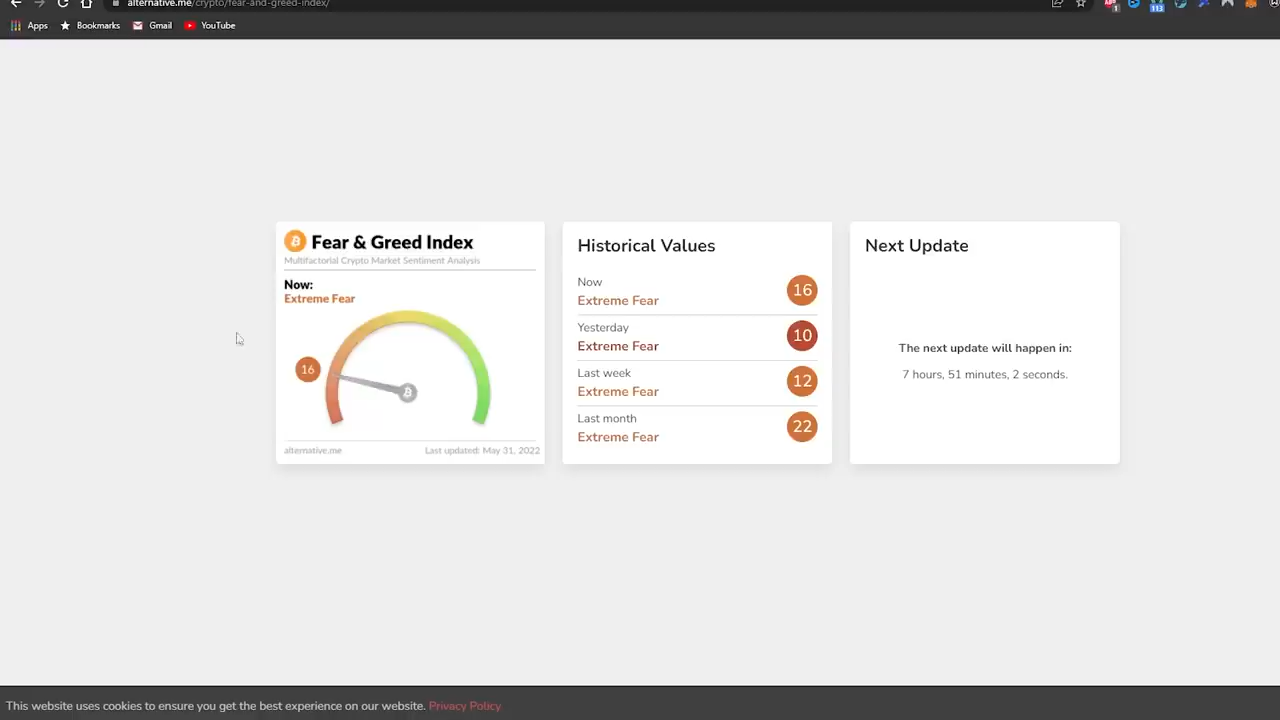 alternative.me/crypto/fear-and-greed-index/
113
1
Apps
Bookmarks
Gmail
YouTube
Fear & Greed Index
Multifactorial Crypto Market Sentiment Analysis
Now:
Extreme Fear
16
alternative.me
Last updated: May 31, 2022
Historical Values
Now
Extreme Fear
16
Yesterday
Extreme Fear
10
Last week
Extreme Fear
12
Last month
Extreme Fear
22
Next Update
The next update will happen in:
7 hours, 51 minutes, 2 seconds.
This website uses cookies to ensure you get the best experience on our website. Privacy Policy